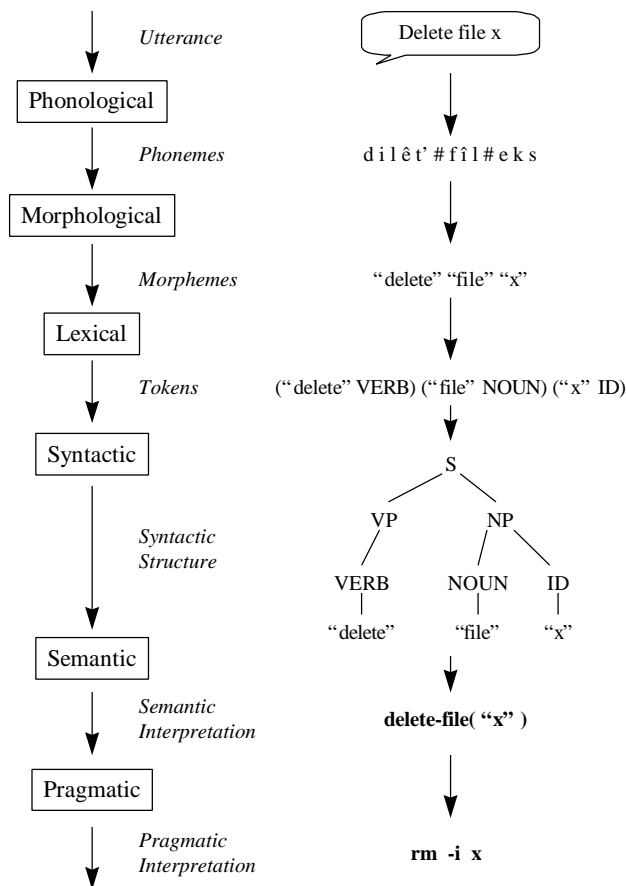 Utterance
Delete file x
Phonological
Phonemes
d i l ê t’ # f î l # e k s
Morphological
Morphemes
“delete” “file” “x”
Lexical
Tokens
(“delete” VERB) (“file” NOUN) (“x” ID)
Syntactic
S
VP NP
Syntactic
Structure
VERB NOUN ID
“delete” “file” “x”
Semantic
Semantic
Interpretation
delete-file( “x” )
Pragmatic
Pragmatic
Interpretation
rm -i x